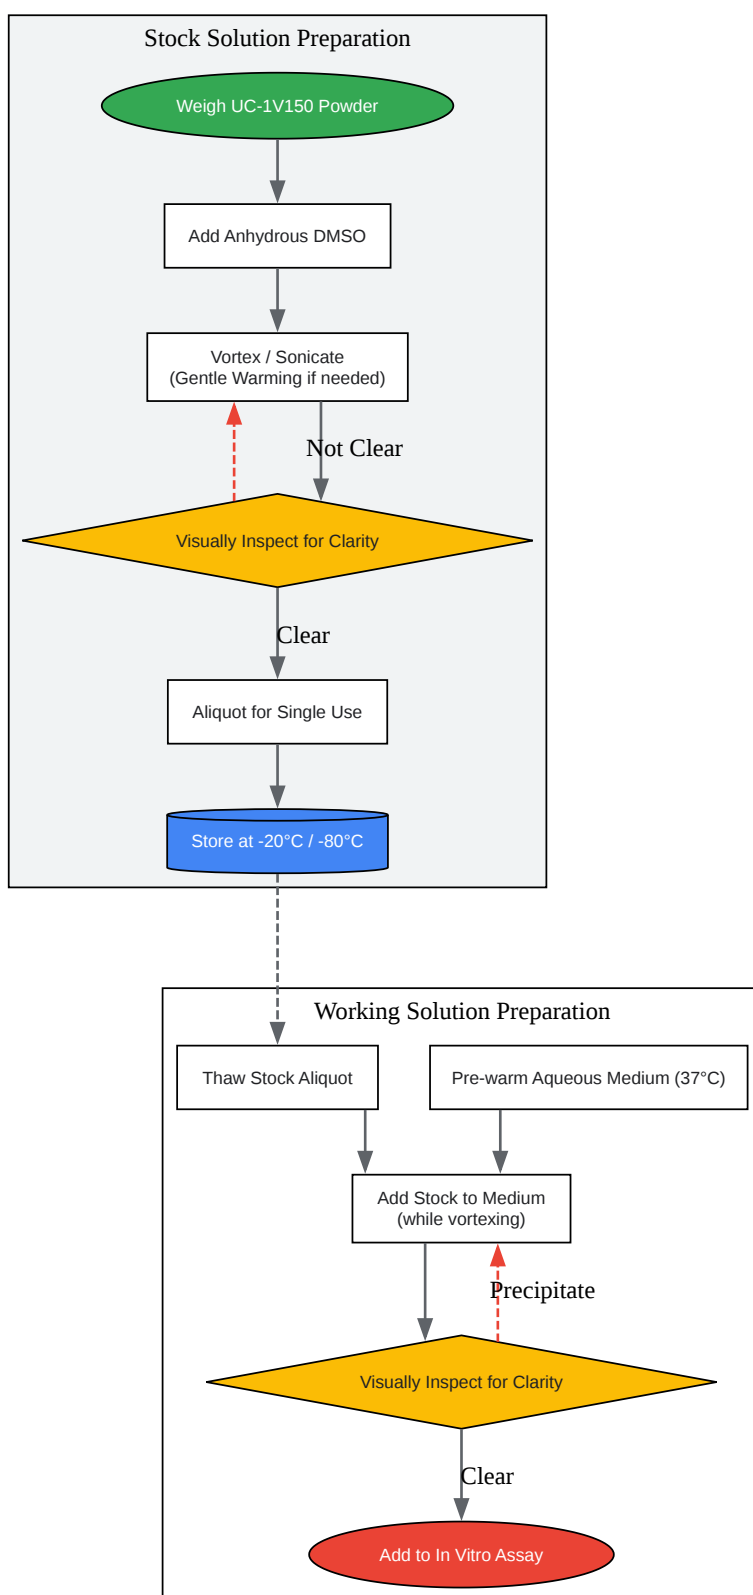 Stock Solution Preparation
Weigh UC-1V150 Powder
Add Anhydrous DMSO
Vortex / Sonicate
(Gentle Warming if needed)
Not Clear
Visually Inspect for Clarity
Clear
Aliquot for Single Use
Store at -20°C / -80°C
Working Solution Preparation
Thaw Stock Aliquot
Pre-warm Aqueous Medium (37°C)
Add Stock to Medium
(while vortexing)
Precipitate
Visually Inspect for Clarity
Clear
Add to In Vitro Assay